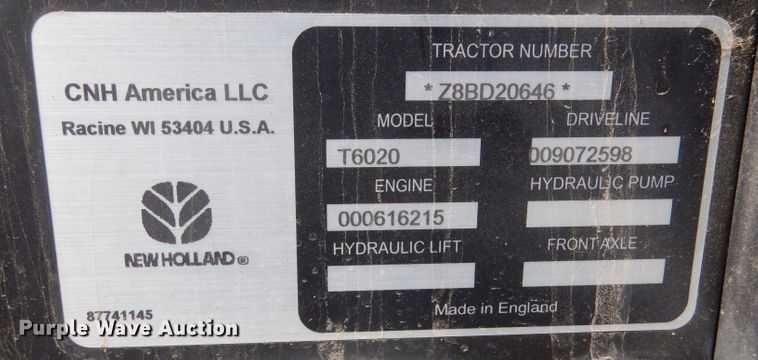 CNH America LLC
Racine WI 53404 U.S.A.
NEW HOLLAND®
87741145
TRACTOR NUMBER
* Z8BD20646 *
MODEL DRIVELINE
T6020 009072598
ENGINE HYDRAULIC PUMP
000616215
HYDRAULIC LIFT FRONT AXLE
Made in England
Purple Wave Auction